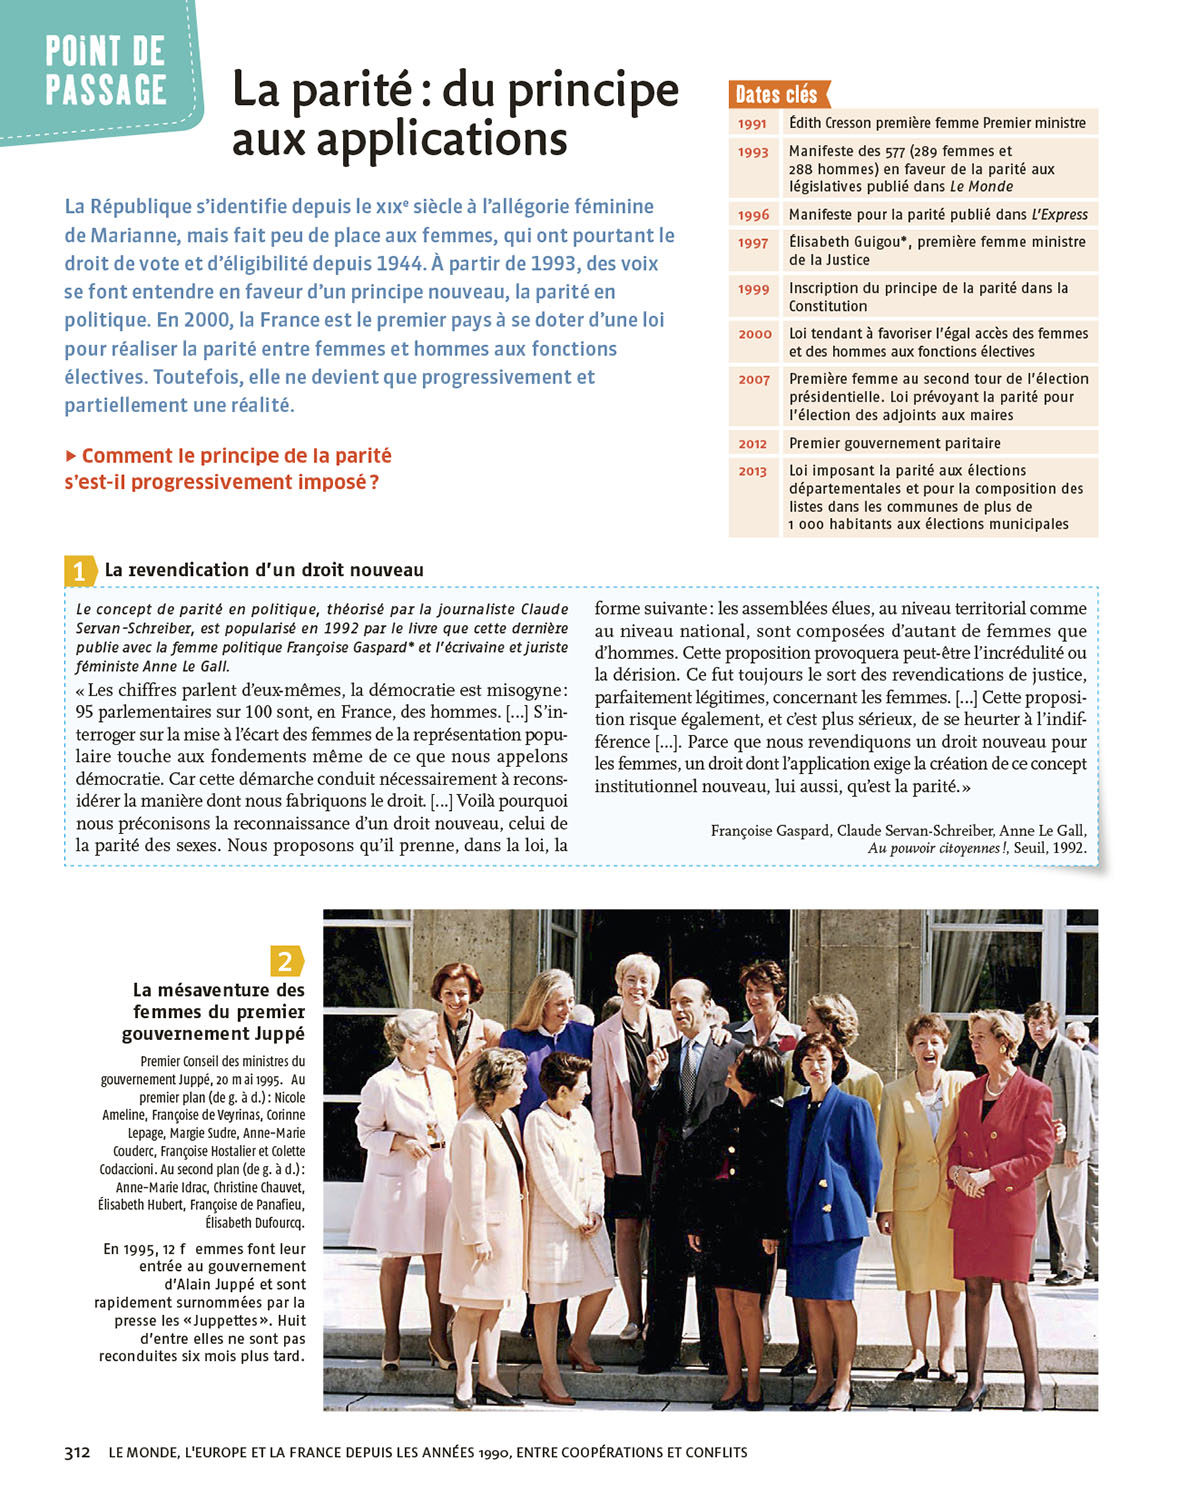 POINT DE
PASSAGE
La parité : du principe
aux applications
La République s’identifie depuis le XIXe siècle à l’allégorie féminine
de Marianne, mais fait peu de place aux femmes, qui ont pourtant le
droit de vote et d’éligibilité depuis 1944. À partir de 1993, des voix
se font entendre en faveur d’un principe nouveau, la parité en
politique. En 2000, la France est le premier pays à se doter d’une loi
pour réaliser la parité entre femmes et hommes aux fonctions
électives. Toutefois, elle ne devient que progressivement et
partiellement une réalité.
▶ Comment le principe de la parité
s’est-il progressivement imposé ?
Dates clés
1991 Édith Cresson première femme Premier ministre
1993 Manifeste des 577 (289 femmes et
288 hommes) en faveur de la parité aux
législatives publié dans Le Monde
1996 Manifeste pour la parité publié dans L’Express
1997 Élisabeth Guigou*, première femme ministre
de la Justice
1999 Inscription du principe de la parité dans la
Constitution
2000 Loi tendant à favoriser l’égal accès des femmes
et des hommes aux fonctions électives
2007 Première femme au second tour de l’élection
présidentielle. Loi prévoyant la parité pour
l’élection des adjoints aux maires
2012 Premier gouvernement paritaire
2013 Loi imposant la parité aux élections
départementales et pour la composition des
listes dans les communes de plus de
1 000 habitants aux élections municipales
1 La revendication d’un droit nouveau
Le concept de parité en politique, théorisé par la journaliste Claude
Servan-Schreiber, est popularisé en 1992 par le livre que cette dernière
publie avec la femme politique Françoise Gaspard* et l’écrivaine et juriste
féministe Anne Le Gall.
« Les chiffres parlent d’eux-mêmes, la démocratie est misogyne :
95 parlementaires sur 100 sont, en France, des hommes. [...] S’in-
terroger sur la mise à l’écart des femmes de la représentation popu-
laire touche aux fondements même de ce que nous appelons
démocratie. Car cette démarche conduit nécessairement à recons-
idérer la manière dont nous fabriquons le droit. [...] Voilà pourquoi
nous préconisons la reconnaissance d’un droit nouveau, celui de
la parité des sexes. Nous proposons qu’il prenne, dans la loi, la
forme suivante : les assemblées élues, au niveau territorial comme
au niveau national, sont composées d’autant de femmes que
d’hommes. Cette proposition provoquera peut-être l’incrédulité ou
la dérision. Ce fut toujours le sort des revendications de justice,
parfaitement légitimes, concernant les femmes. [...] Cette proposi-
tion risque également, et c’est plus sérieux, de se heurter à l’indif-
férence [...]. Parce que nous revendiquons un droit nouveau pour
les femmes, un droit dont l’application exige la création de ce concept
institutionnel nouveau, lui aussi, qu’est la parité. »
Françoise Gaspard, Claude Servan-Schreiber, Anne Le Gall,
Au pouvoir citoyennes !, Seuil, 1992.
2
La mésaventure des
femmes du premier
gouvernement Juppé
Premier Conseil des ministres du
gouvernement Juppé, 20 m ai 1995. Au
premier plan (de g. à d.) : Nicole
Ameline, Françoise de Veyrinas, Corinne
Lepage, Margie Sudre, Anne-Marie
Couderc, Françoise Hostalier et Colette
Codaccioni. Au second plan (de g. à d.) :
Anne-Marie Idrac, Christine Chauvet,
Élisabeth Hubert, Françoise de Panafieu,
Élisabeth Dufourcq.
En 1995, 12 f emmes font leur
entrée au gouvernement
d’Alain Juppé et sont
rapidement surnommées par la
presse les « Juppettes ». Huit
d’entre elles ne sont pas
reconduites six mois plus tard.
312 LE MONDE, L'EUROPE ET LA FRANCE DEPUIS LES ANNÉES 1990, ENTRE COOPÉRATIONS ET CONFLITS